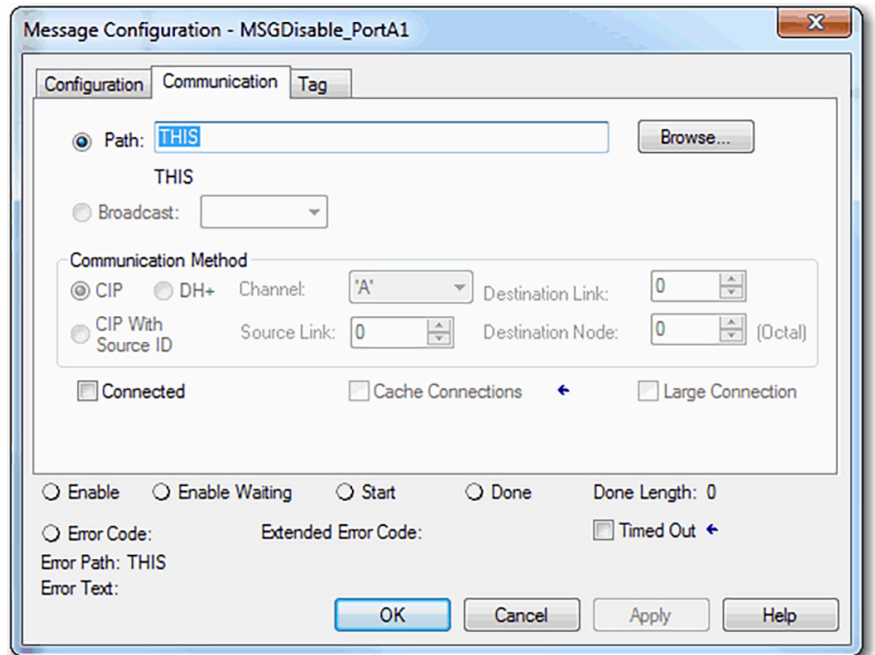 Message Configuration - MSGDisable_PortA1
Configuration Communication Tag
Path: THIS Browse...
THIS
Broadcast:
Communication Method
CIP DH+ Channel: 'A' Destination Link: 0
CIP With Source ID Source Link: 0 Destination Node: 0 (Octal)
Connected Cache Connections Large Connection
Enable Enable Waiting Start Done Done Length: 0
Error Code: Extended Error Code: Timed Out
Error Path: THIS
Error Text:
OK Cancel Apply Help